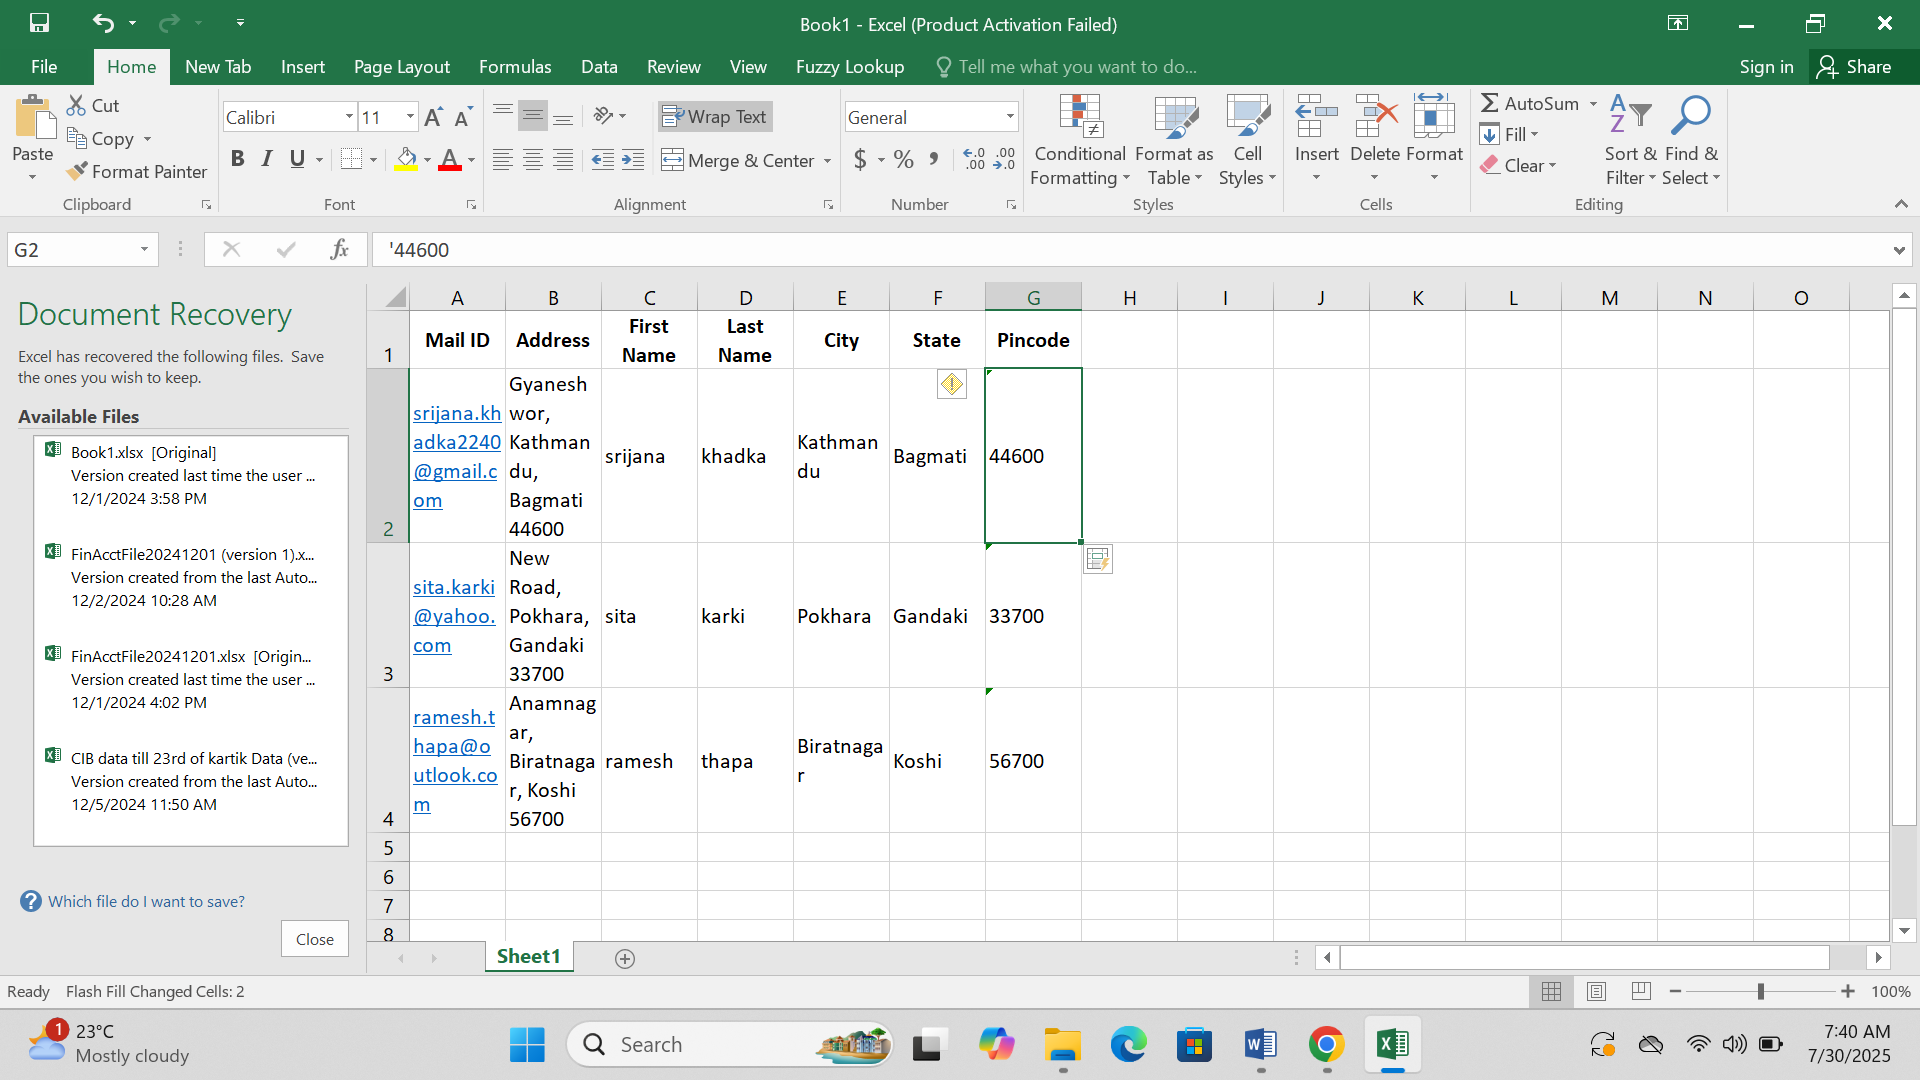 Book1 - Excel (Product Activation Failed)
File Home New Tab Insert Page Layout Formulas Data Review View Fuzzy Lookup Tell me what you want to do... Sign in Share
Paste
Cut
Copy
Format Painter
Clipboard
Calibri 11
B I U
Font
Wrap Text
Merge & Center
Alignment
General
$ % ,
Number
Conditional Formatting
Format as Table
Cell Styles
Styles
Insert Delete Format
Cells
AutoSum
Fill
Clear
Sort & Filter
Find & Select
Editing
G2 fx '44600
Document Recovery
Excel has recovered the following files. Save
the ones you wish to keep.
Available Files
Book1.xlsx [Original]
Version created last time the user ...
12/1/2024 3:58 PM
FinAcctFile20241201 (version 1).x...
Version created from the last Auto...
12/2/2024 10:28 AM
FinAcctFile20241201.xlsx [Origin...
Version created last time the user ...
12/1/2024 4:02 PM
CIB data till 23rd of kartik Data (ve...
Version created from the last Auto...
12/5/2024 11:50 AM
Which file do I want to save?
Close
A B C D E F G H I J K L M N O
1 Mail ID Address First Name Last Name City State Pincode
2 srijana.khadka2240@gmail.com Gyaneshwor, Kathmandu, Bagmati 44600 srijana khadka Kathmandu Bagmati 44600
3 sita.karki@yahoo.com New Road, Pokhara, Gandaki 33700 sita karki Pokhara Gandaki 33700
4 ramesh.thapa@outlook.com Anamnagar, Biratnagar, Koshi 56700 ramesh thapa Biratnagar Koshi 56700
5
6
7
8
Sheet1
Ready Flash Fill Changed Cells: 2 100%
1 23°C
Mostly cloudy
Search
7:40 AM
7/30/2025